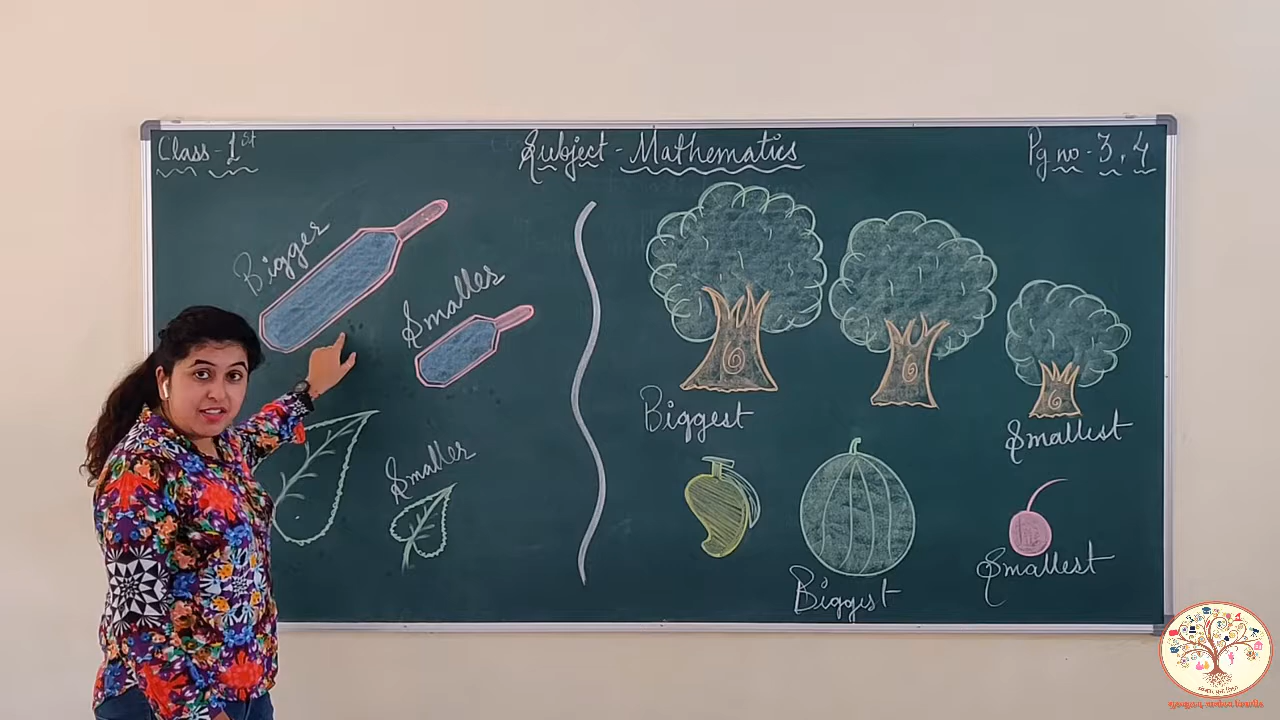 Class - 1st
Subject - Mathematics
Pg no - 3, 4
Bigger
Smaller
Smaller
Biggest
Smallest
Biggest
Smallest